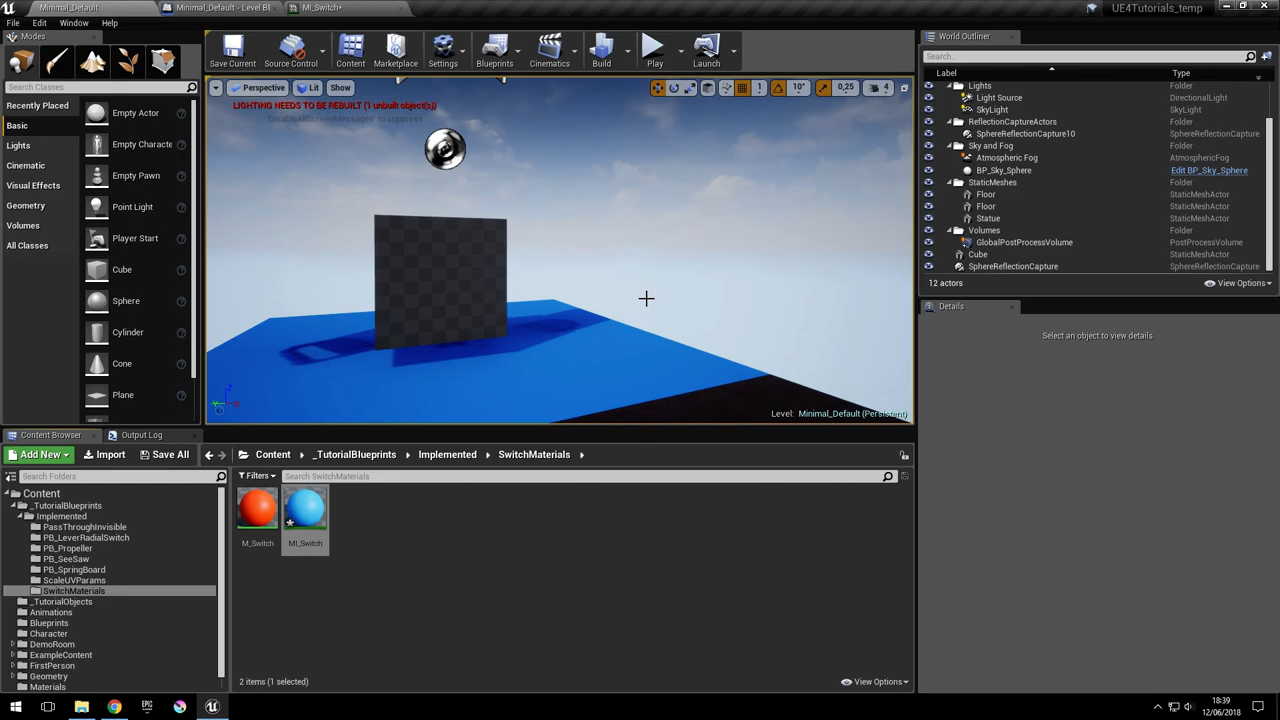 Minimal_Default
Minimal_Default - Level Bl
MI_Switch*
UE4Tutorials_temp
File Edit Window Help
Modes
Search Classes
Recently Placed
Basic
Lights
Cinematic
Visual Effects
Geometry
Volumes
All Classes
Empty Actor
Empty Characte
Empty Pawn
Point Light
Player Start
Cube
Sphere
Cylinder
Cone
Plane
Save Current
Source Control
Content
Marketplace
Settings
Blueprints
Cinematics
Build
Play
Launch
Perspective
Lit
Show
1
10°
0,25
4
LIGHTING NEEDS TO BE REBUILT (1 unbuilt object(s))
'DisableAllScreenMessages' to suppress
Z
X
Level: Minimal_Default (Persistent)
World Outliner
Search...
Label Type
Lights Folder
Light Source DirectionalLight
SkyLight SkyLight
ReflectionCaptureActors Folder
SphereReflectionCapture10 SphereReflectionCapture
Sky and Fog Folder
Atmospheric Fog AtmosphericFog
BP_Sky_Sphere Edit BP_Sky_Sphere
StaticMeshes Folder
Floor StaticMeshActor
Floor StaticMeshActor
Statue StaticMeshActor
Volumes Folder
GlobalPostProcessVolume PostProcessVolume
Cube StaticMeshActor
SphereReflectionCapture SphereReflectionCapture
12 actors
View Options
Details
Select an object to view details.
Content Browser
Output Log
Add New
Import
Save All
Content
_TutorialBlueprints
Implemented
SwitchMaterials
Search Folders
Filters
Search SwitchMaterials
Content
_TutorialBlueprints
Implemented
PassThroughInvisible
PB_LeverRadialSwitch
PB_Propeller
PB_SeeSaw
PB_SpringBoard
ScaleUVParams
SwitchMaterials
_TutorialObjects
Animations
Blueprints
Character
DemoRoom
ExampleContent
FirstPerson
Geometry
Materials
M_Switch
MI_Switch
2 items (1 selected)
View Options
EPIC
18:39
12/06/2018